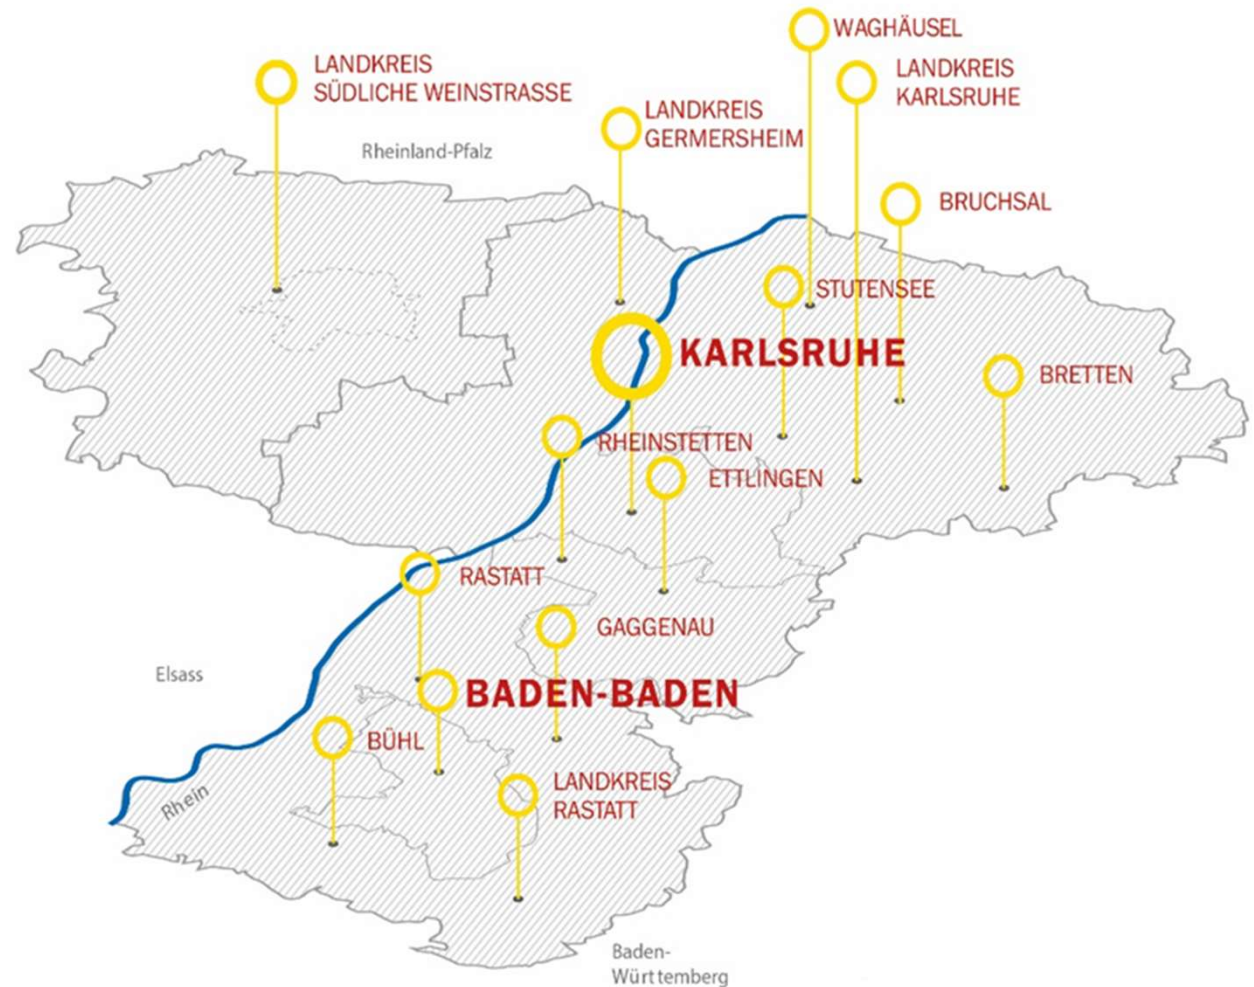 WAGHÄUSEL
LANDKREIS
SÜDLICHE WEINSTRASSE
LANDKREIS
KARLSRUHE
LANDKREIS
GERMERSHEIM
Rheinland-Pfalz
BRUCHSAL
STUTENSEE
KARLSRUHE
BRETTEN
RHEINSTETTEN
ETTLINGEN
RASTATT
GAGGENAU
Elsass
BADEN-BADEN
BÜHL
LANDKREIS
RASTATT
Rhein
Baden-
Württemberg